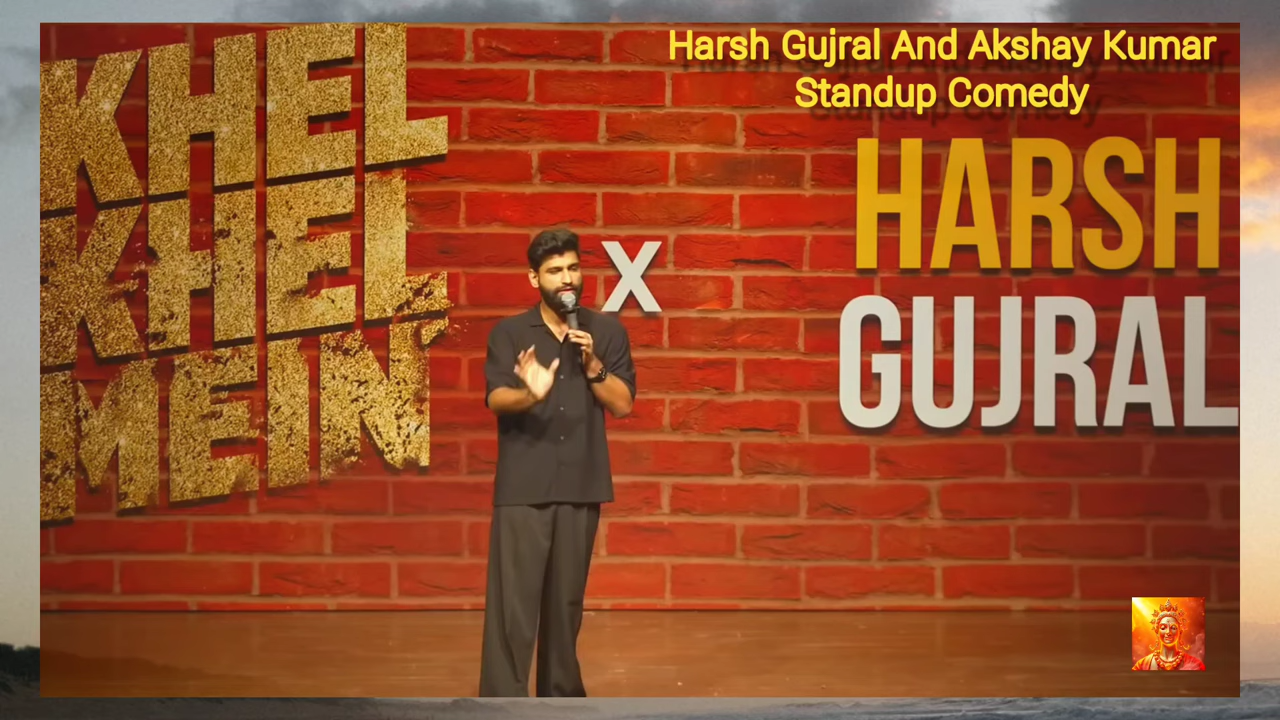 Harsh Gujral And Akshay Kumar
Standup Comedy
KHEL
KHEL
MEIN
X
HARSH
GUJRAL